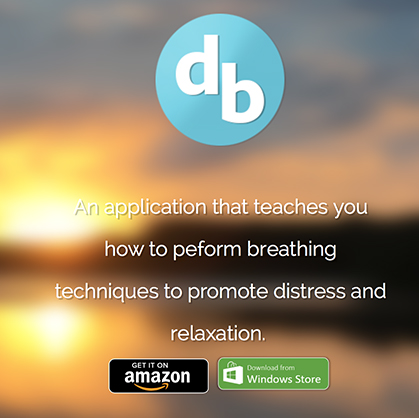 db
An application that teaches you
how to peform breathing
techniques to promote distress and
relaxation.
GET IT ON
amazon
Download from
Windows Store